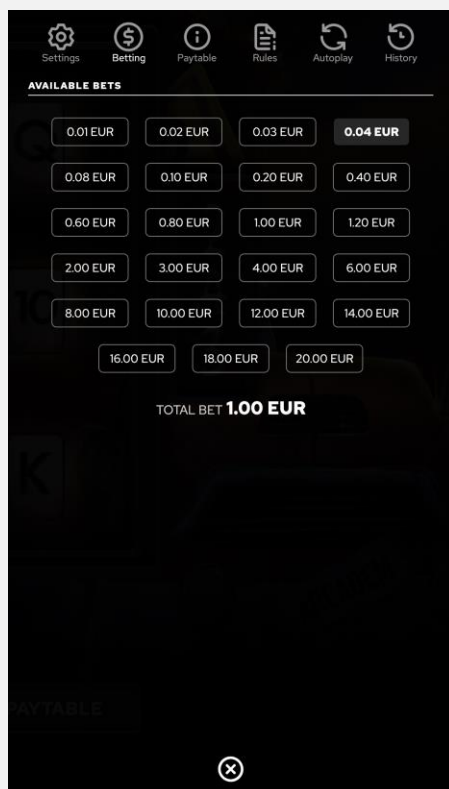 Settings Betting Paytable Rules Autoplay History
AVAILABLE BETS
0.01 EUR 0.02 EUR 0.03 EUR 0.04 EUR
0.08 EUR 0.10 EUR 0.20 EUR 0.40 EUR
0.60 EUR 0.80 EUR 1.00 EUR 1.20 EUR
2.00 EUR 3.00 EUR 4.00 EUR 6.00 EUR
8.00 EUR 10.00 EUR 12.00 EUR 14.00 EUR
16.00 EUR 18.00 EUR 20.00 EUR
TOTAL BET 1.00 EUR
Q
10
K
PAYTABLE